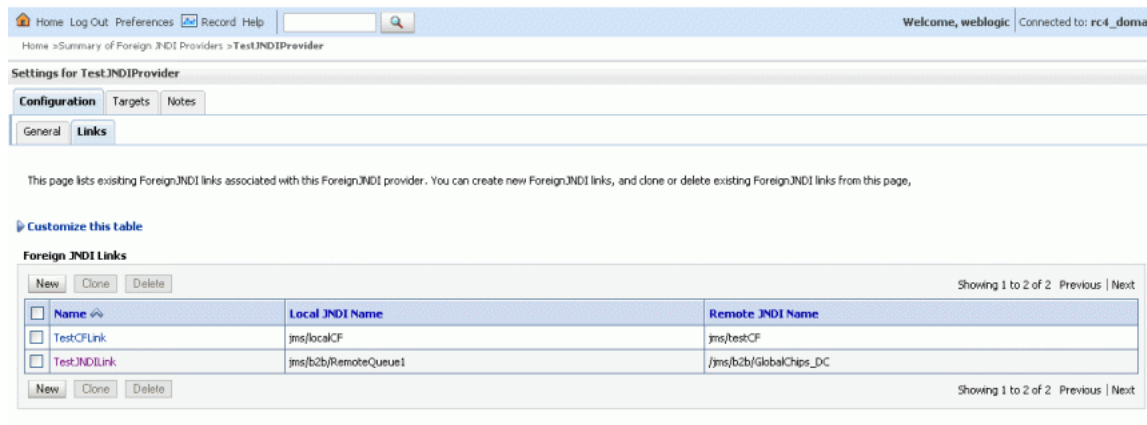 Home Log Out Preferences Record Help Welcome, weblogic Connected to: rc4_doma
Home >Summary of Foreign JNDI Providers >TestJNDIProvider
Settings for TestJNDIProvider
Configuration Targets Notes
General Links
This page lists exisiting ForeignJNDI links associated with this ForeignJNDI provider. You can create new ForeignJNDI links, and clone or delete existing ForeignJNDI links from this page,
Customize this table
Foreign JNDI Links
New Clone Delete Showing 1 to 2 of 2 Previous | Next
Name Local JNDI Name Remote JNDI Name
TestCFLink jms/localCF jms/testCF
TestJNDILink jms/b2b/RemoteQueue1 /jms/b2b/GlobalChips_DC
New Clone Delete Showing 1 to 2 of 2 Previous | Next